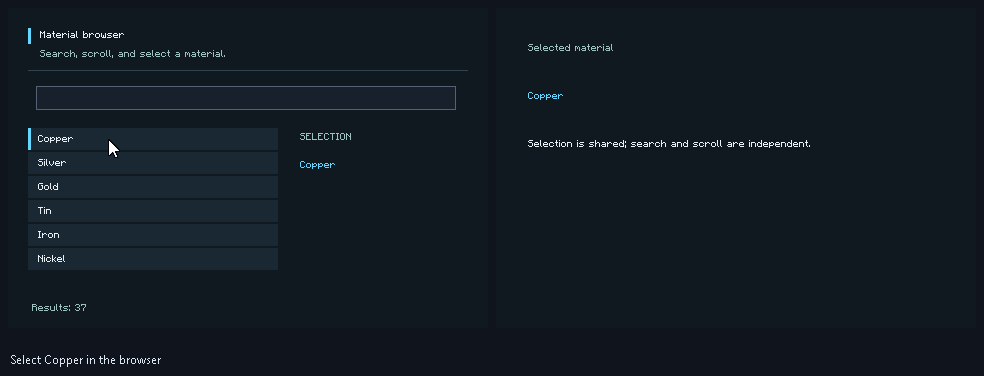 Material browser
Search, scroll, and select a material.
Copper
Silver
Gold
Tin
Iron
Nickel
SELECTION
Copper
Results: 37
Selected material
Copper
Selection is shared; search and scroll are independent.
Select Copper in the browser